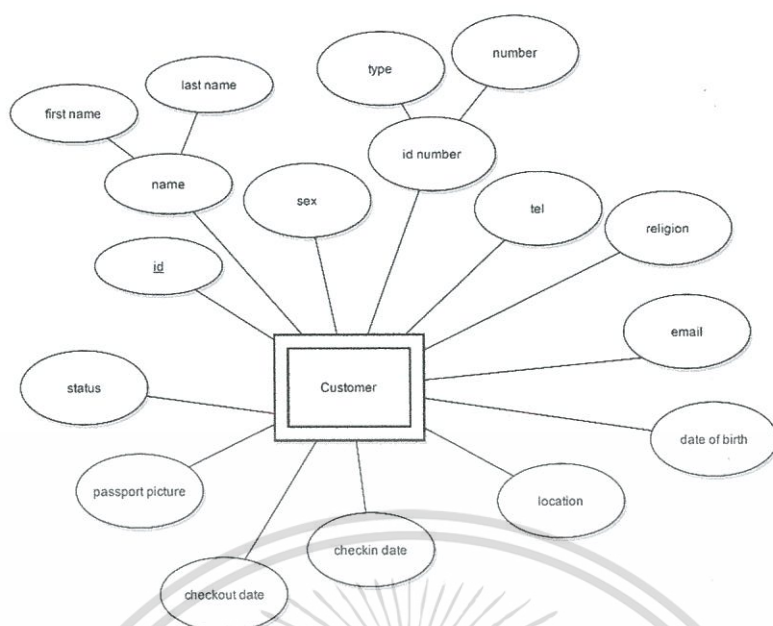 number
type
last name
first name
id number
name
sex
tel
religion
id
email
Customer
status
date of birth
passport picture
location
checkin date
checkout date